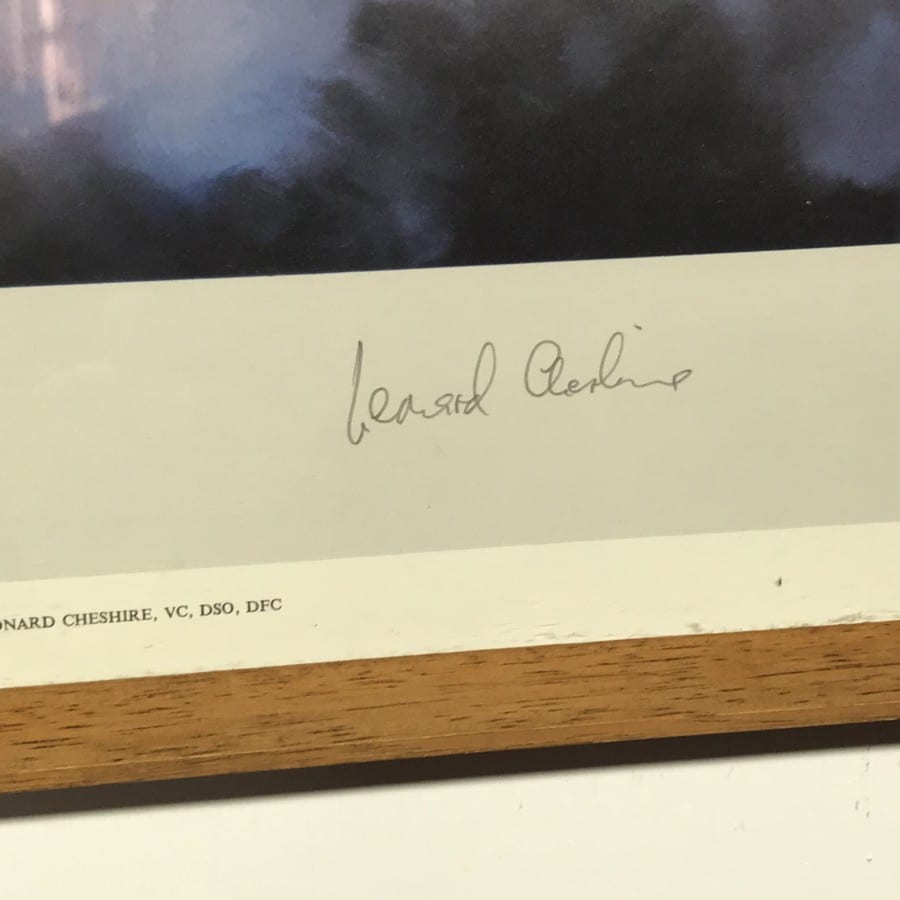 Leonard Cheshire
ONARD CHESHIRE, VC, DSO, DFC